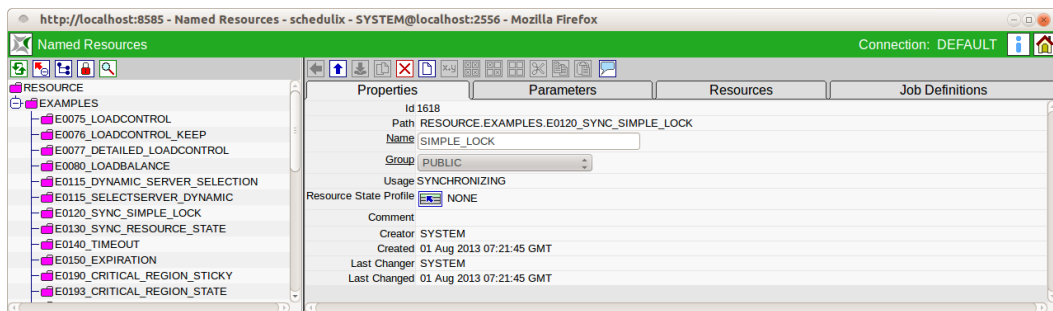 http://localhost:8585 - Named Resources - schedulix - SYSTEM@localhost:2556 - Mozilla Firefox
Named Resources
Connection: DEFAULT
RESOURCE
EXAMPLES
E0075_LOADCONTROL
E0076_LOADCONTROL_KEEP
E0077_DETAILED_LOADCONTROL
E0080_LOADBALANCE
E0115_DYNAMIC_SERVER_SELECTION
E0115_SELECTSERVER_DYNAMIC
E0120_SYNC_SIMPLE_LOCK
E0130_SYNC_RESOURCE_STATE
E0140_TIMEOUT
E0150_EXPIRATION
E0190_CRITICAL_REGION_STICKY
E0193_CRITICAL_REGION_STATE
Properties
Parameters
Resources
Job Definitions
Id 1618
Path RESOURCE.EXAMPLES.E0120_SYNC_SIMPLE_LOCK
Name SIMPLE_LOCK
Group PUBLIC
Usage SYNCHRONIZING
Resource State Profile NONE
Comment
Creator SYSTEM
Created 01 Aug 2013 07:21:45 GMT
Last Changer SYSTEM
Last Changed 01 Aug 2013 07:21:45 GMT